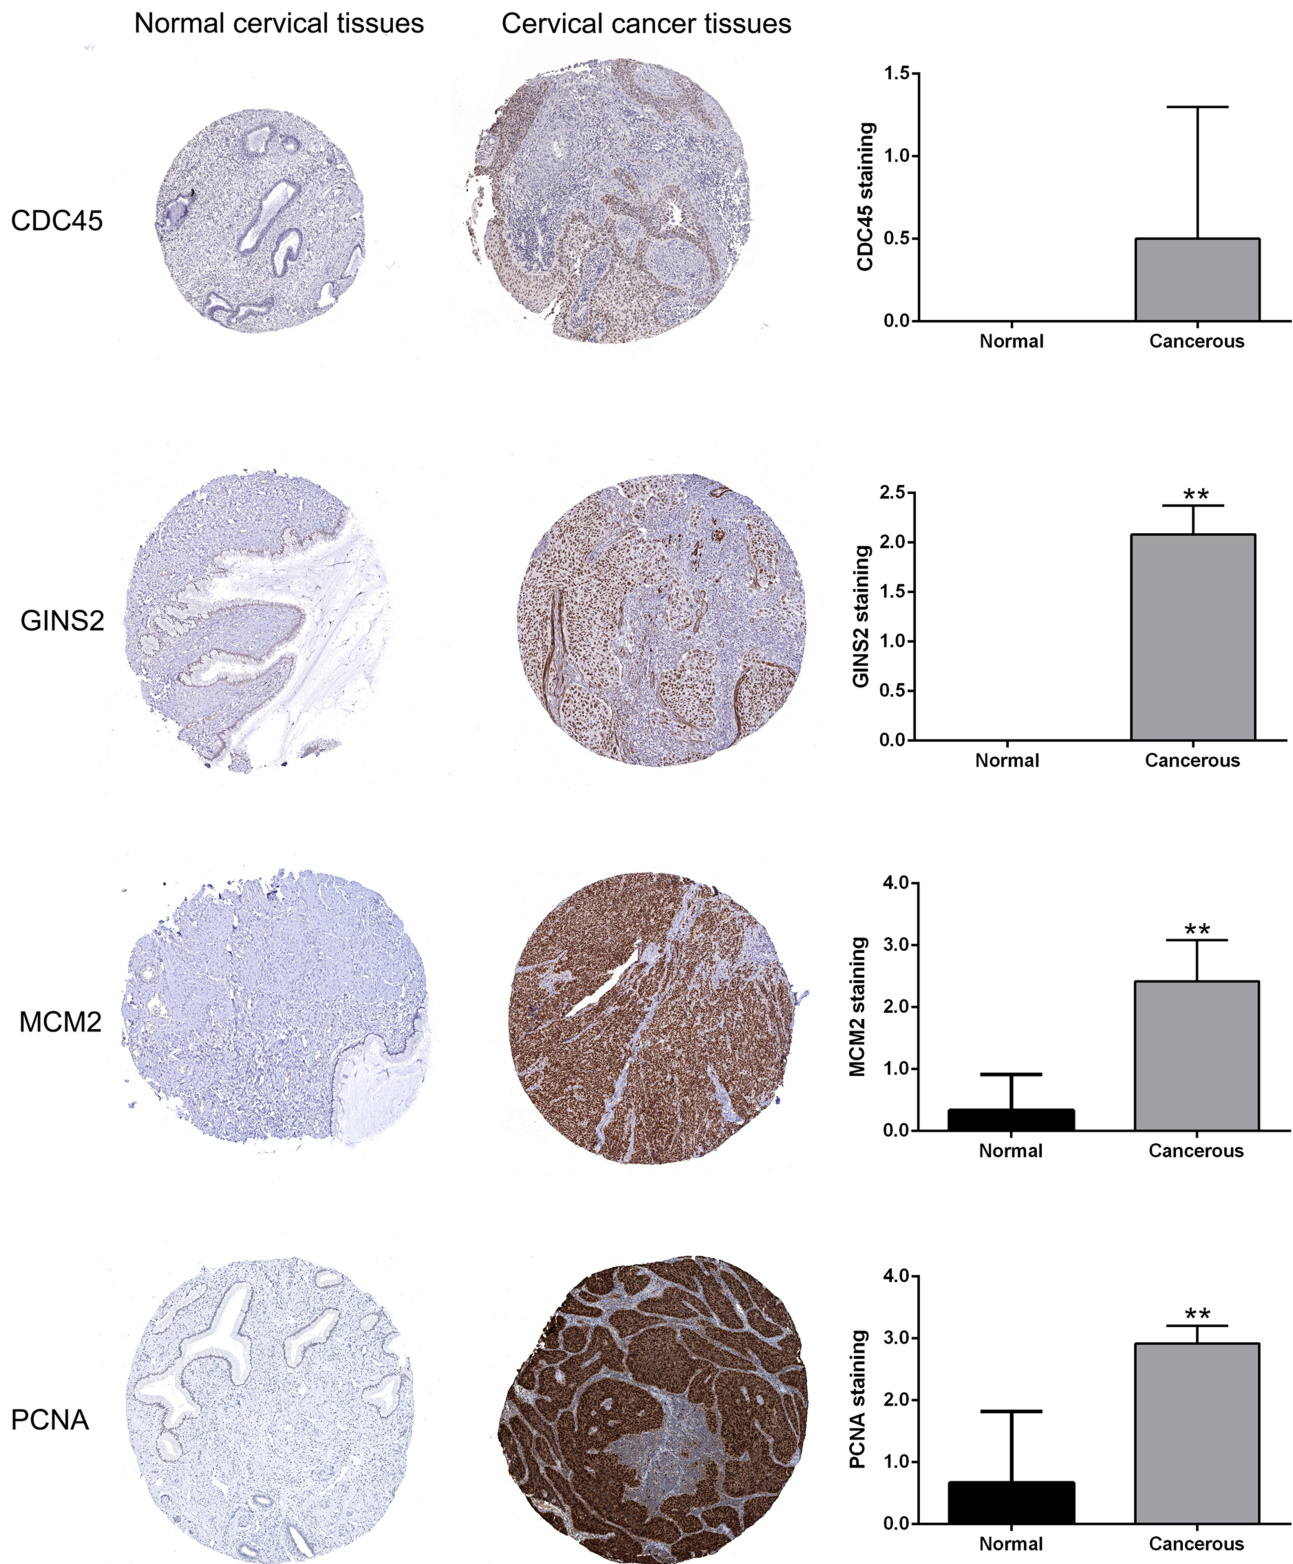 Normal cervical tissues
Cervical cancer tissues
CDC45
CDC45 staining
1.5
1.0
0.5
0.0
Normal
Cancerous
GINS2
GINS2 staining
2.5
2.0
1.5
1.0
0.5
0.0
**
Normal
Cancerous
MCM2
MCM2 staining
4.0
3.0
2.0
1.0
0.0
**
Normal
Cancerous
PCNA
PCNA staining
4.0
3.0
2.0
1.0
0.0
**
Normal
Cancerous